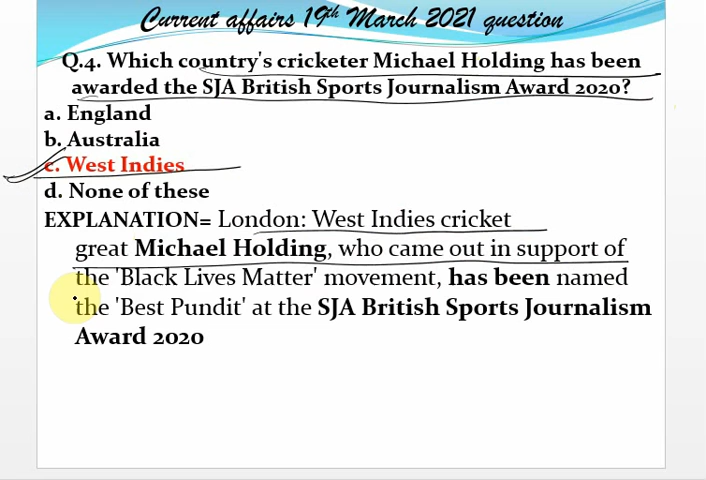 Current affairs 19th March 2021 question
Q.4. Which country's cricketer Michael Holding has been
awarded the SJA British Sports Journalism Award 2020?
a. England
b. Australia
c. West Indies
d. None of these
EXPLANATION= London: West Indies cricket
great Michael Holding, who came out in support of
the 'Black Lives Matter' movement, has been named
the 'Best Pundit' at the SJA British Sports Journalism
Award 2020